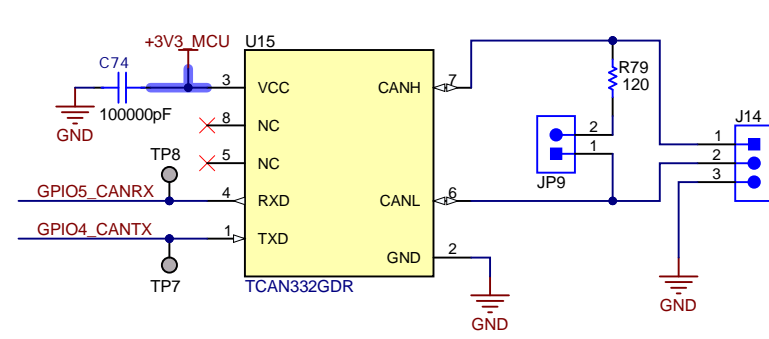 +3V3_MCU
U15
C74
100000pF
GND
3
VCC
CANH
7
8
NC
5
NC
TP8
GPIO5_CANRX
4
RXD
CANL
6
GPIO4_CANTX
1
TXD
GND
2
TP7
TCAN332GDR
GND
R79
120
2
1
JP9
J14
1
2
3
GND